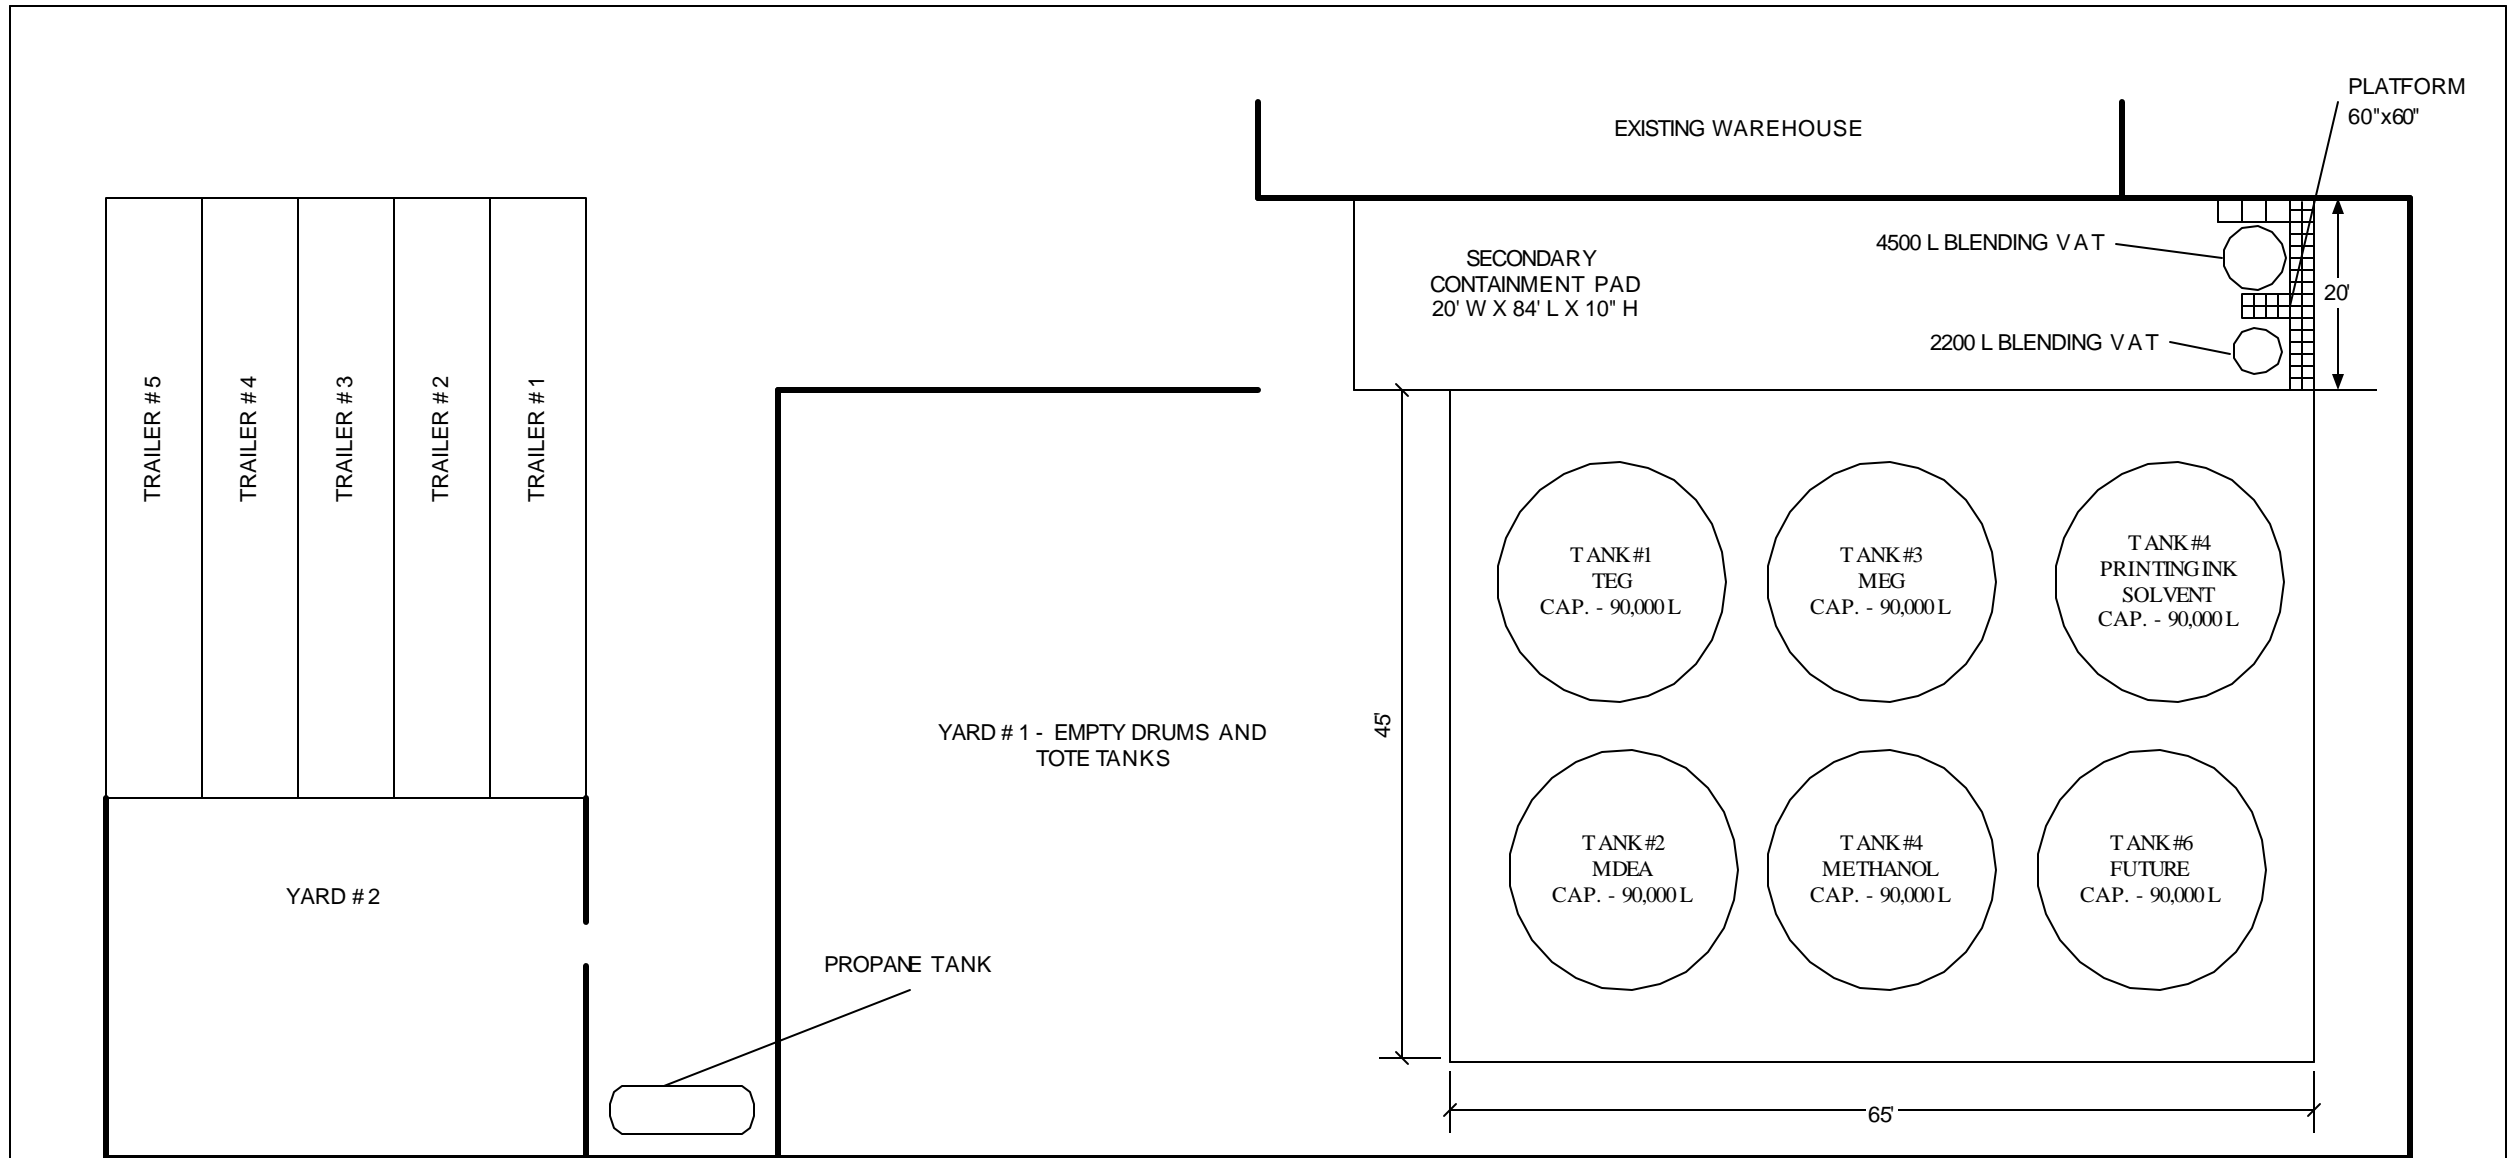 PLATFORM
60"x60"
EXISTING WAREHOUSE
4500 L BLENDING VAT
SECONDARY
CONTAINMENT PAD
20' W X 84' L X 10" H
20'
2200 L BLENDING VAT
TRAILER #5
TRAILER #4
TRAILER #3
TRAILER #2
TRAILER #1
TANK #1
TEG
CAP. - 90,000 L
TANK #3
MEG
CAP. - 90,000 L
TANK #4
PRINTING INK
SOLVENT
CAP. - 90,000 L
45'
YARD # 1 - EMPTY DRUMS AND
TOTE TANKS
TANK #2
MDEA
CAP. - 90,000 L
TANK #4
METHANOL
CAP. - 90,000 L
TANK #6
FUTURE
CAP. - 90,000 L
YARD #2
PROPANE TANK
65'